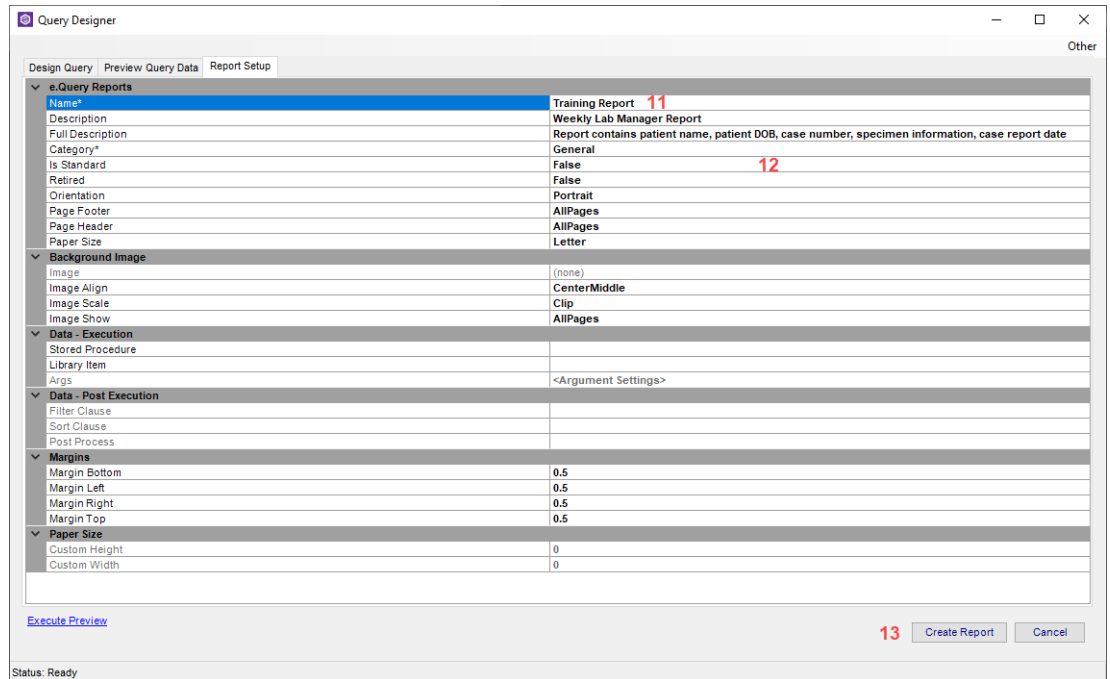 Query Designer
Other
Design Query Preview Query Data Report Setup
e.Query Reports
Name* Training Report 11
Description Weekly Lab Manager Report
Full Description Report contains patient name, patient DOB, case number, specimen information, case report date
Category* General
Is Standard False 12
Retired False
Orientation Portrait
Page Footer AllPages
Page Header AllPages
Paper Size Letter
Background Image
Image (none)
Image Align CenterMiddle
Image Scale Clip
Image Show AllPages
Data - Execution
Stored Procedure
Library Item
Args <Argument Settings>
Data - Post Execution
Filter Clause
Sort Clause
Post Process
Margins
Margin Bottom 0.5
Margin Left 0.5
Margin Right 0.5
Margin Top 0.5
Paper Size
Custom Height 0
Custom Width 0
Execute Preview
13 Create Report Cancel
Status: Ready